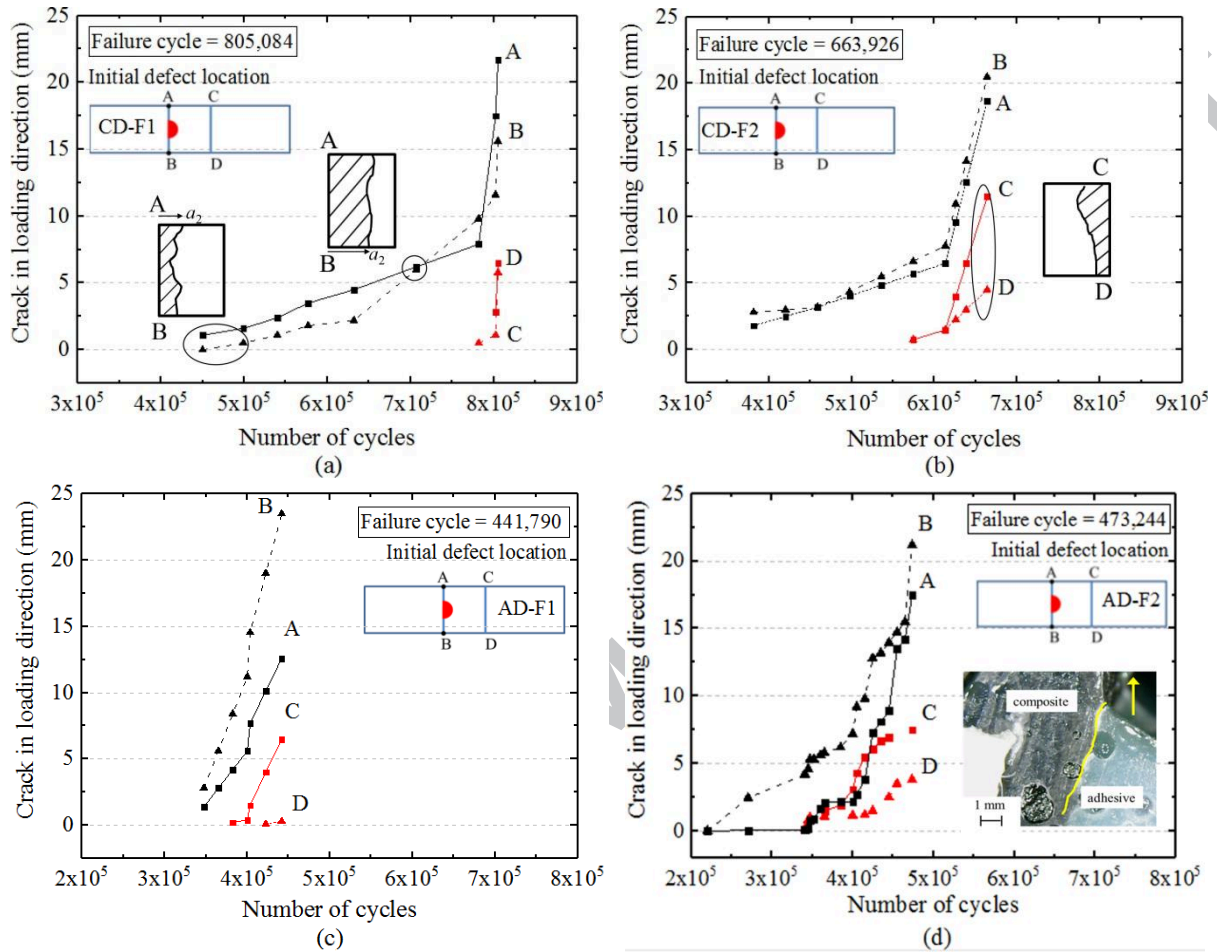 Crack in loading direction (mm)
25
20
15
10
5
0
Failure cycle = 805,084
Initial defect location
A
C
CD-F1
B
D
A
a2
B
A
B
a2
A
B
D
C
3x10^5
4x10^5
5x10^5
6x10^5
7x10^5
8x10^5
9x10^5
Number of cycles
(a)
Crack in loading direction (mm)
25
20
15
10
5
0
Failure cycle = 663,926
Initial defect location
A
C
CD-F2
B
D
B
A
C
D
C
D
3x10^5
4x10^5
5x10^5
6x10^5
7x10^5
8x10^5
9x10^5
Number of cycles
(b)
Crack in loading direction (mm)
25
20
15
10
5
0
Failure cycle = 441,790
Initial defect location
A
C
AD-F1
B
D
B
A
C
D
2x10^5
3x10^5
4x10^5
5x10^5
6x10^5
7x10^5
8x10^5
Number of cycles
(c)
Crack in loading direction (mm)
25
20
15
10
5
0
Failure cycle = 473,244
Initial defect location
A
C
AD-F2
B
D
B
A
C
D
composite
adhesive
1 mm
2x10^5
3x10^5
4x10^5
5x10^5
6x10^5
7x10^5
8x10^5
Number of cycles
(d)